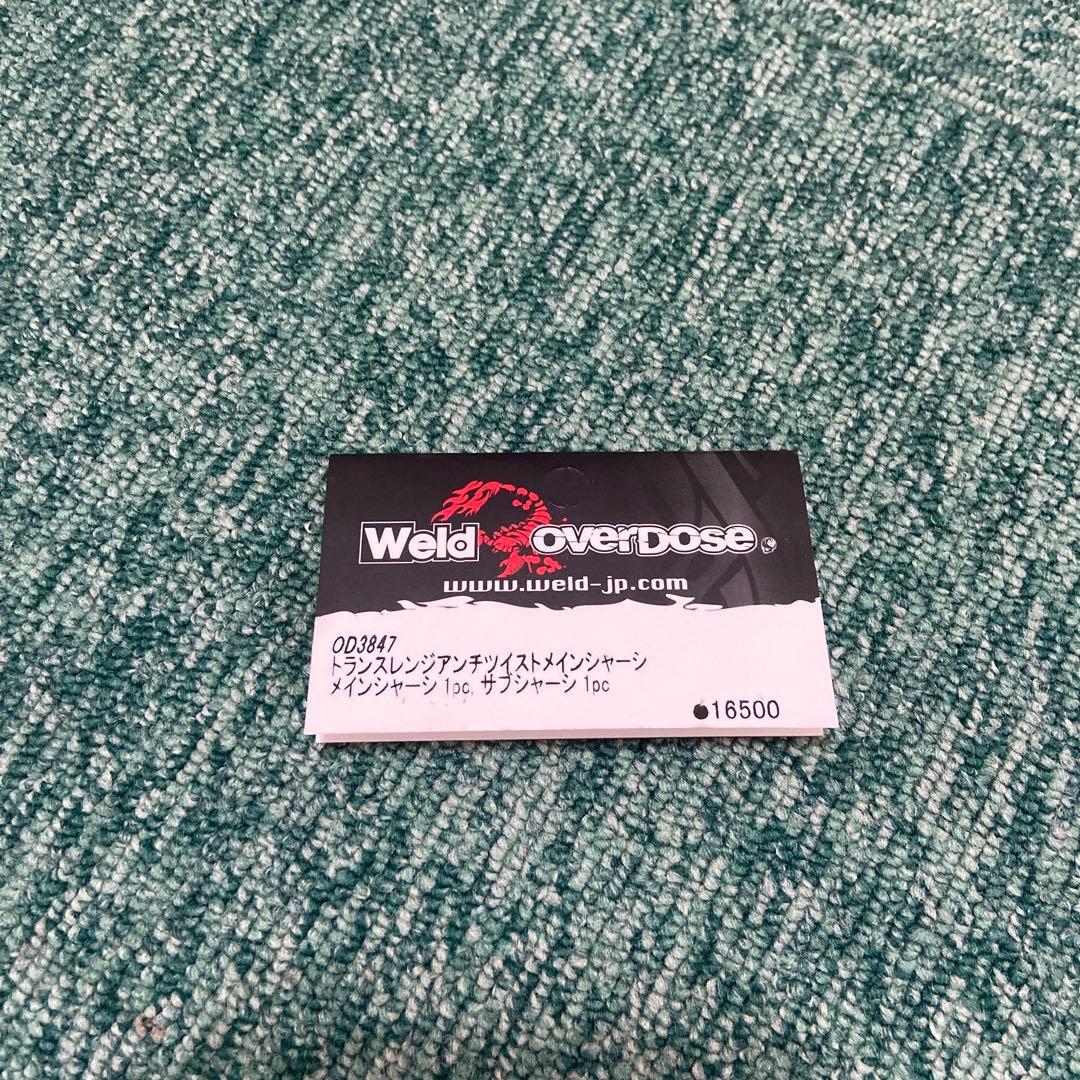 Weld OVERDOSE.
www.weld-jp.com
OD3847
トランスレンジアンチツイストメインシャーシ
メインシャーシ 1pc, サブシャーシ 1pc
●16500